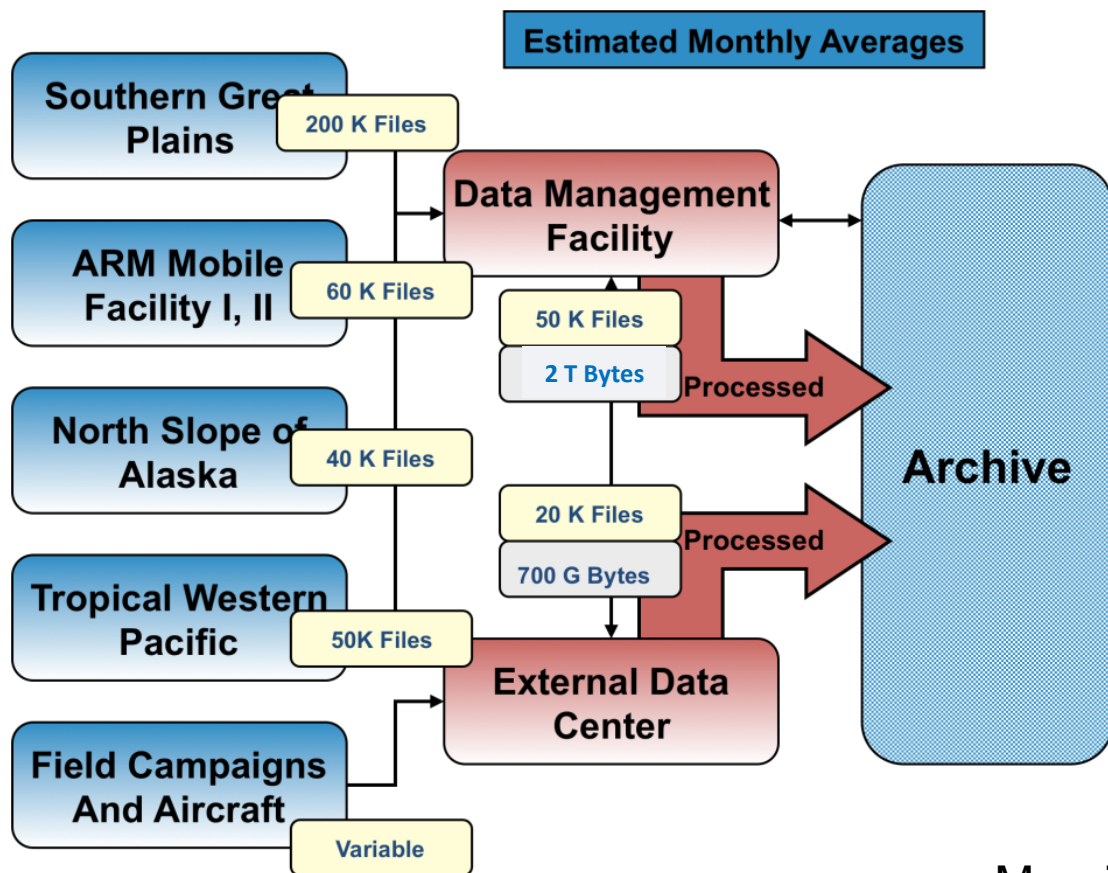 Estimated Monthly Averages
Southern Great
Plains
200 K Files
ARM Mobile
Facility I, II
60 K Files
North Slope of
Alaska
40 K Files
Tropical Western
Pacific
50K Files
Field Campaigns
And Aircraft
Variable
Data Management
Facility
50 K Files
2 T Bytes
Processed
20 K Files
700 G Bytes
Processed
External Data
Center
Archive